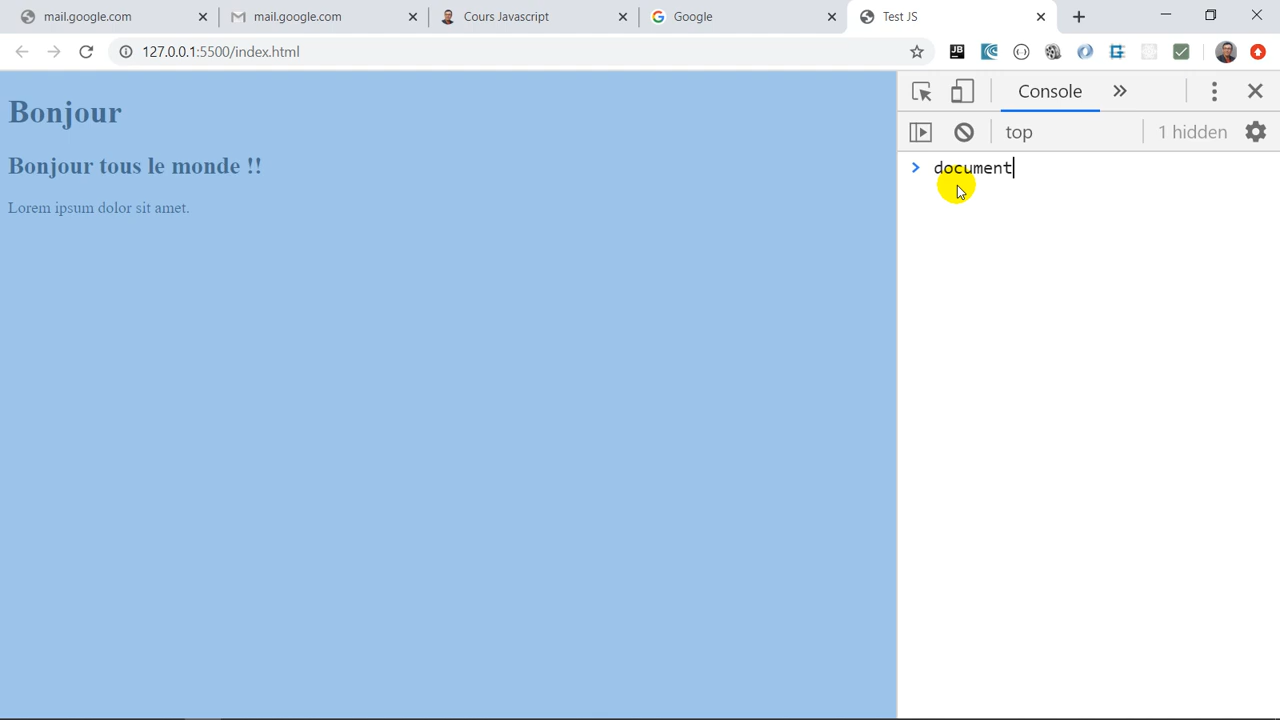 mail.google.com
mail.google.com
Cours Javascript
Google
Test JS
127.0.0.1:5500/index.html
JB
Bonjour
Bonjour tous le monde !!
Lorem ipsum dolor sit amet.
Console
top
1 hidden
document